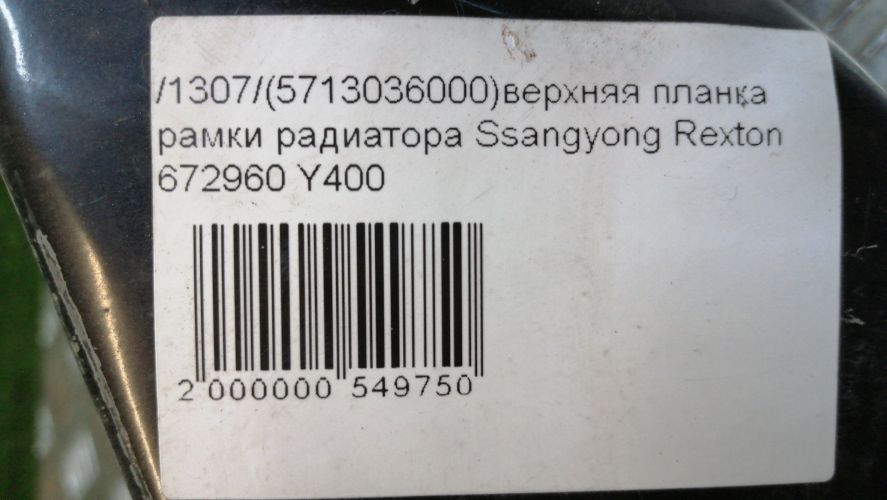 /1307/(5713036000)верхняя планка
рамки радиатора Ssangyong Rexton
672960 Y400
2 000000 549750